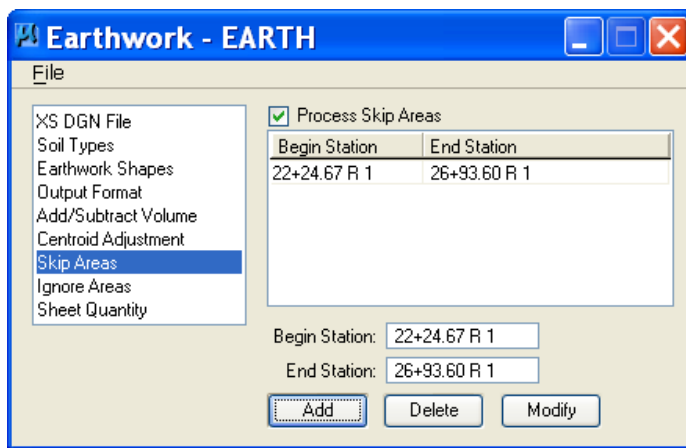 Earthwork - EARTH
File
XS DGN File
Soil Types
Earthwork Shapes
Output Format
Add/Subtract Volume
Centroid Adjustment
Skip Areas
Ignore Areas
Sheet Quantity
Process Skip Areas
Begin Station End Station
22+24.67 R 1 26+93.60 R 1
Begin Station: 22+24.67 R 1
End Station: 26+93.60 R 1
Add Delete Modify